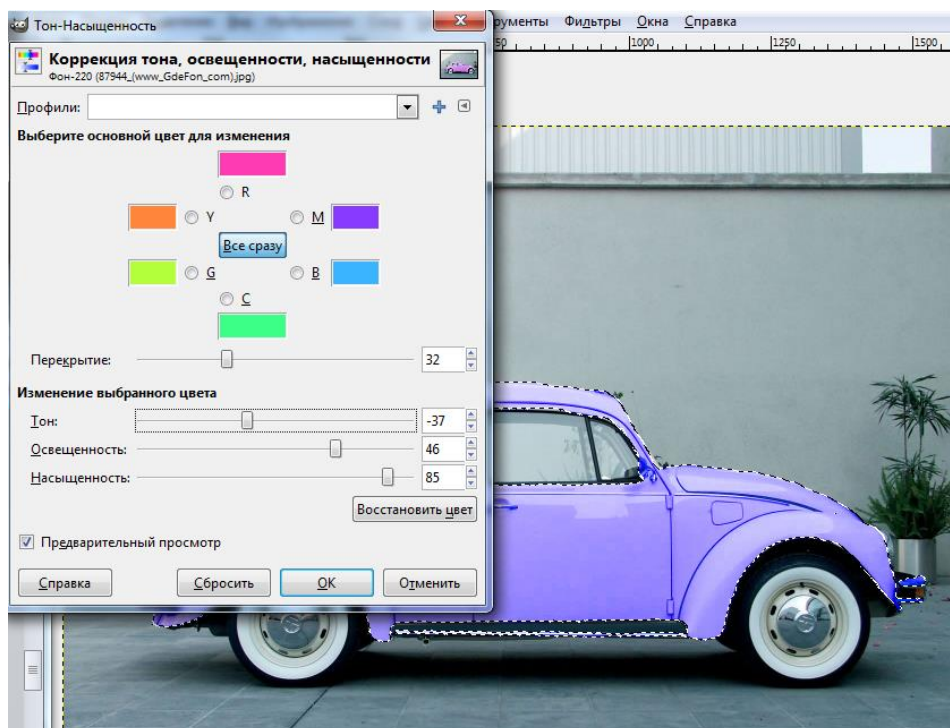 Тон-Насыщенность
рументы Фильтры Окна Справка
1000 1250 1500
Коррекция тона, освещенности, насыщенности
Фон-220 (87944_(www_GdeFon_com).jpg)
Профили:
Выберите основной цвет для изменения
R
Y M
Все сразу
G B
C
Перекрытие: 32
Изменение выбранного цвета
Тон: -37
Освещенность: 46
Насыщенность: 85
Восстановить цвет
Предварительный просмотр
Справка Сбросить OK Отменить